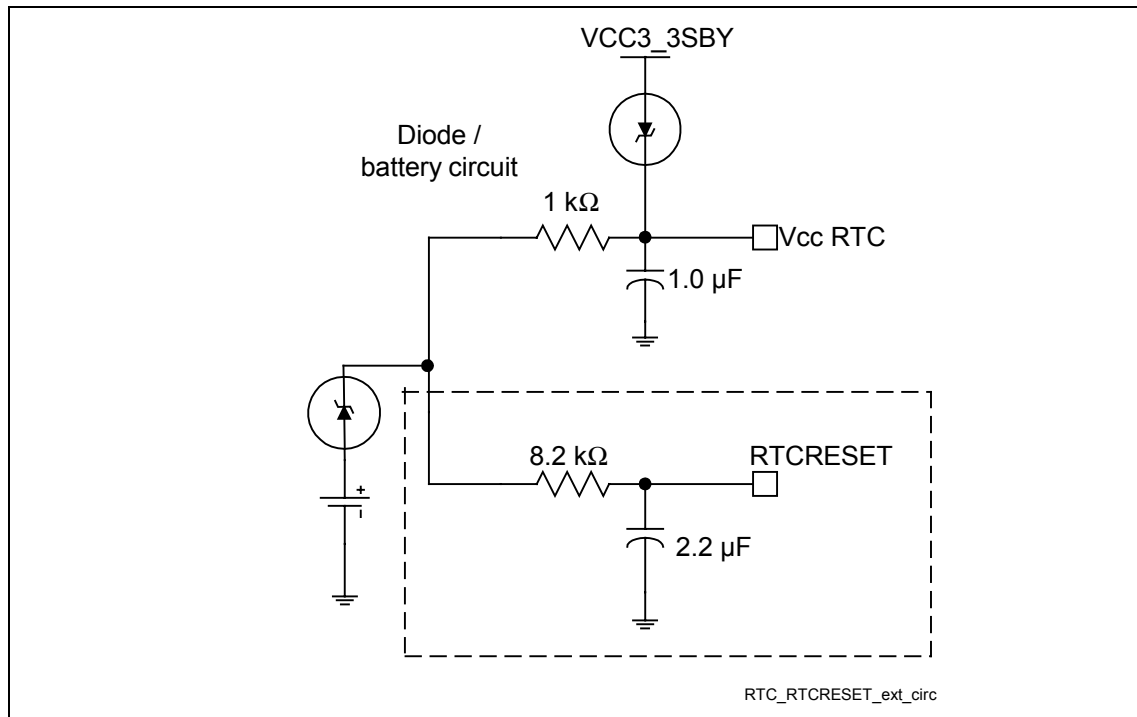 VCC3_3SBY
Diode /
battery circuit
1 kΩ
Vcc RTC
1.0 µF
8.2 kΩ
RTCRESET
2.2 µF
RTC_RTCRESET_ext_circ